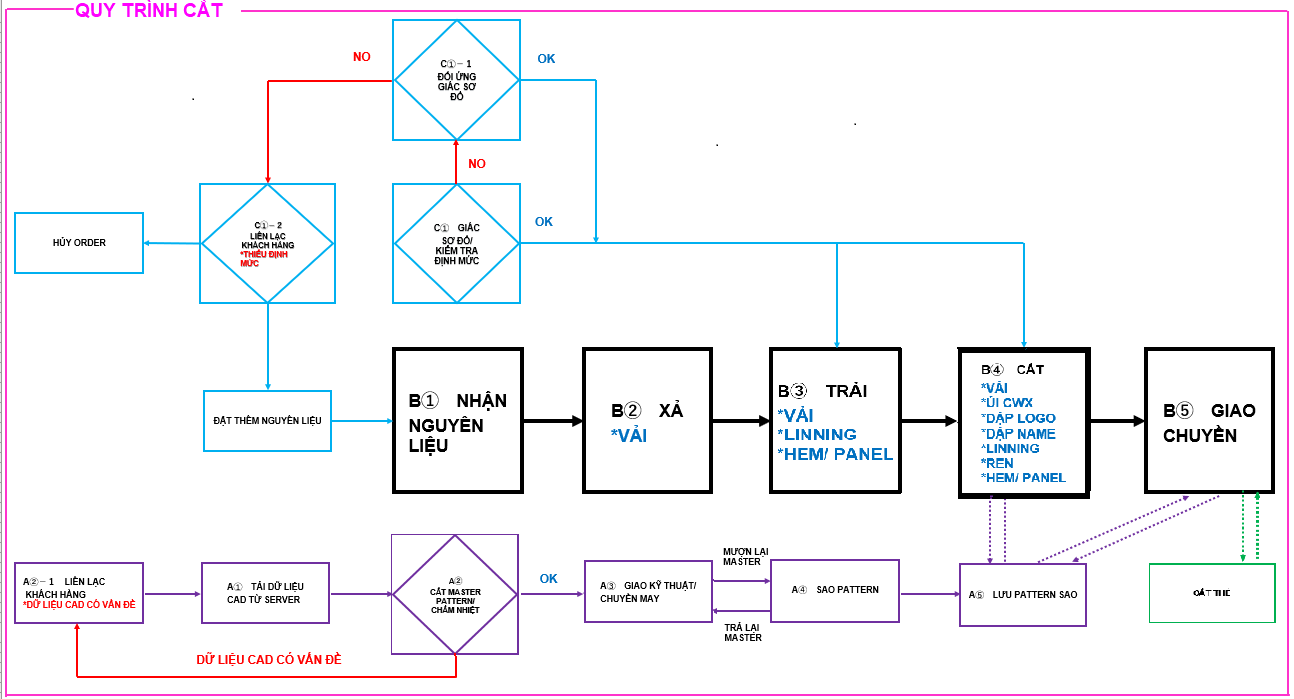 QUY TRÌNH CẮT
NO
C①－1
ĐỐI ỨNG
GIÁC SƠ
ĐỒ
OK
NO
HỦY ORDER
C①－2
LIÊN LẠC
KHÁCH HÀNG
*THIẾU ĐỊNH
MỨC
C① GIÁC
SƠ ĐỒ/
KIỂM TRA
ĐỊNH MỨC
OK
ĐẶT THÊM NGUYÊN LIỆU
B① NHẬN
NGUYÊN
LIỆU
B② XẢ
*VẢI
B③ TRẢI
*VẢI
*LINNING
*HEM/ PANEL
B④ CẮT
*VẢI
*ỦI CWX
*DẬP LOGO
*DẬP NAME
*LINNING
*REN
*HEM/ PANEL
B⑤ GIAO
CHUYỀN
A②－1 LIÊN LẠC
KHÁCH HÀNG
*DỮ LIỆU CAD CÓ VẤN ĐỀ
A① TẢI DỮ LIỆU
CAD TỪ SERVER
A②
CẮT MASTER
PATTERN/
CHẤM NHIỆT
OK
A③ GIAO KỸ THUẬT/
CHUYỀN MAY
MƯỢN LẠI
MASTER
TRẢ LẠI
MASTER
A④ SAO PATTERN
A⑤ LƯU PATTERN SAO
DỮ LIỆU CAD CÓ VẤN ĐỀ